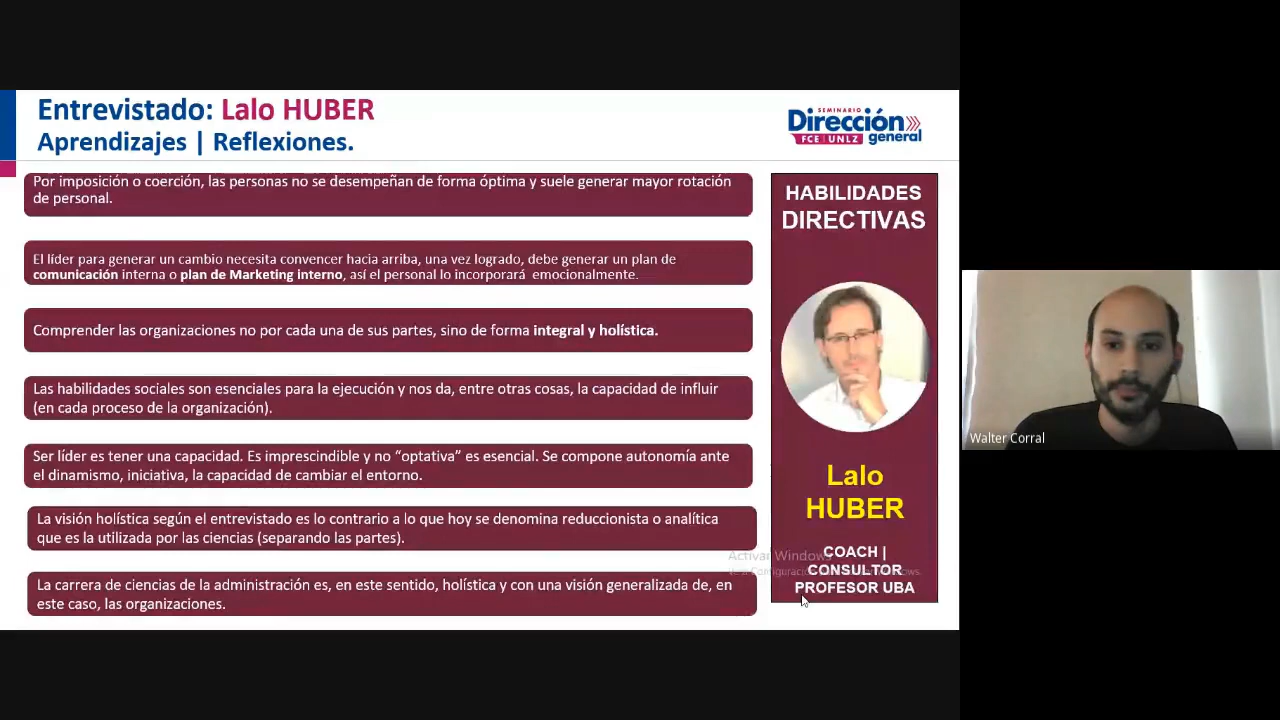 Entrevistado: Lalo HUBER
Aprendizajes | Reflexiones.
SEMINARIO
Dirección
FCE UNLZ general
Por imposición o coerción, las personas no se desempeñan de forma óptima y suele generar mayor rotación
de personal.
El líder para generar un cambio necesita convencer hacia arriba, una vez logrado, debe generar un plan de
comunicación interna o plan de Marketing interno, así el personal lo incorporará emocionalmente.
Comprender las organizaciones no por cada una de sus partes, sino de forma integral y holística.
Las habilidades sociales son esenciales para la ejecución y nos da, entre otras cosas, la capacidad de influir
(en cada proceso de la organización).
Ser líder es tener una capacidad. Es imprescindible y no “optativa” es esencial. Se compone autonomía ante
el dinamismo, iniciativa, la capacidad de cambiar el entorno.
La visión holística según el entrevistado es lo contrario a lo que hoy se denomina reduccionista o analítica
que es la utilizada por las ciencias (separando las partes).
La carrera de ciencias de la administración es, en este sentido, holística y con una visión generalizada de, en
este caso, las organizaciones.
HABILIDADES
DIRECTIVAS
Lalo
HUBER
Activar Windows
COACH |
CONSULTOR
PROFESOR UBA
Walter Corral